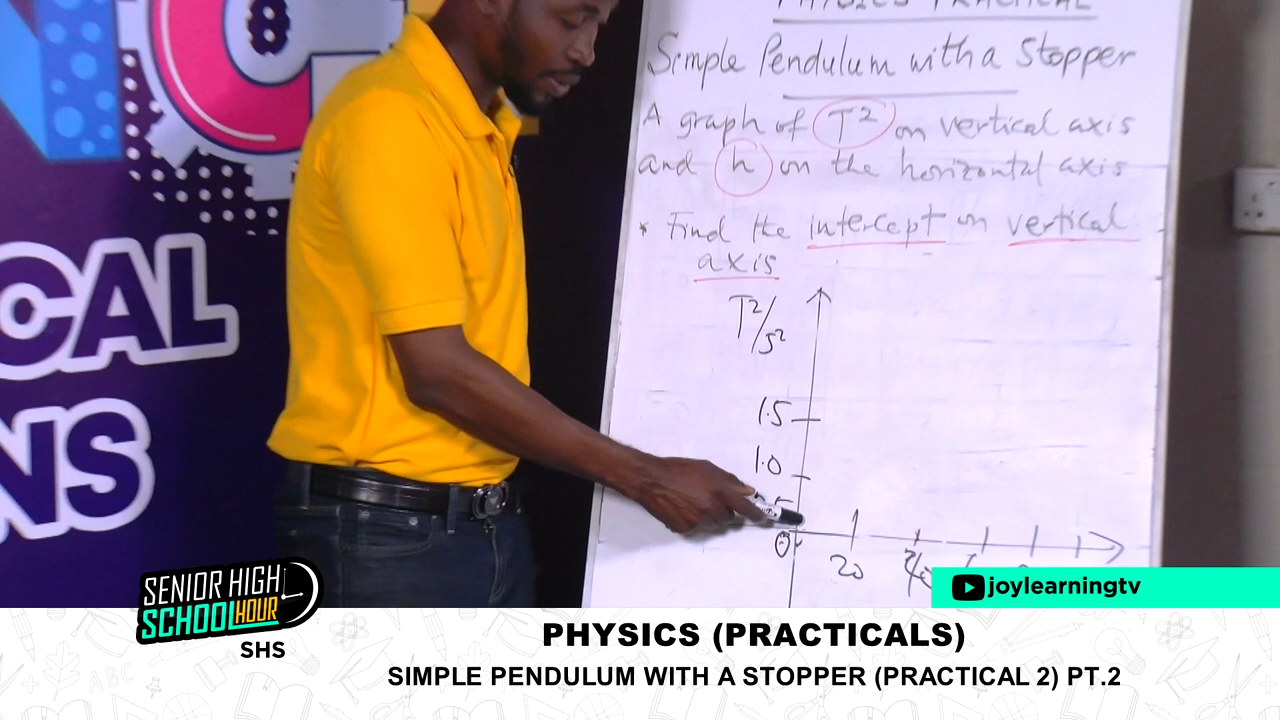 PHYSICS PRACTICAL
Simple Pendulum with a Stopper
A graph of T² on vertical axis
and h on the horizontal axis
* Find the intercept on vertical
axis
T²/s²
1.5
1.0
0
20
CAL
NS
joylearningtv
SENIOR HIGH
SCHOOL HOUR
SHS
PHYSICS (PRACTICALS)
SIMPLE PENDULUM WITH A STOPPER (PRACTICAL 2) PT.2